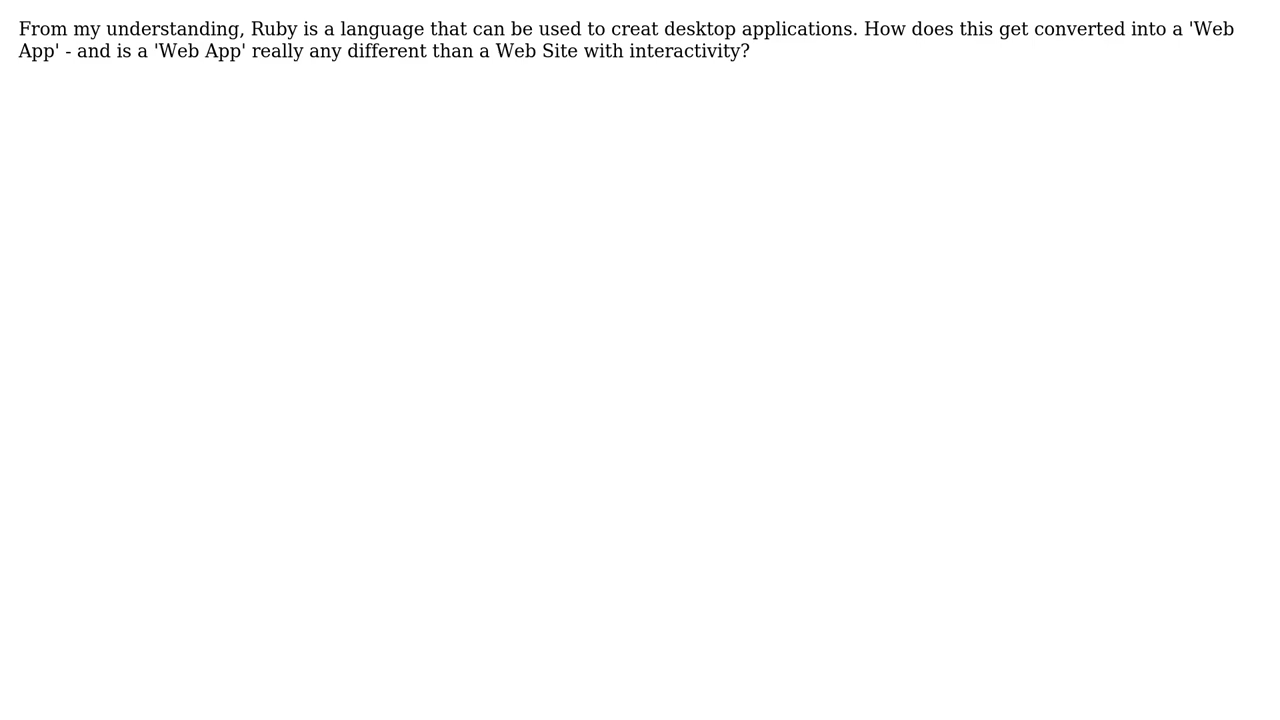 From my understanding, Ruby is a language that can be used to creat desktop applications. How does this get converted into a 'Web
App' - and is a 'Web App' really any different than a Web Site with interactivity?